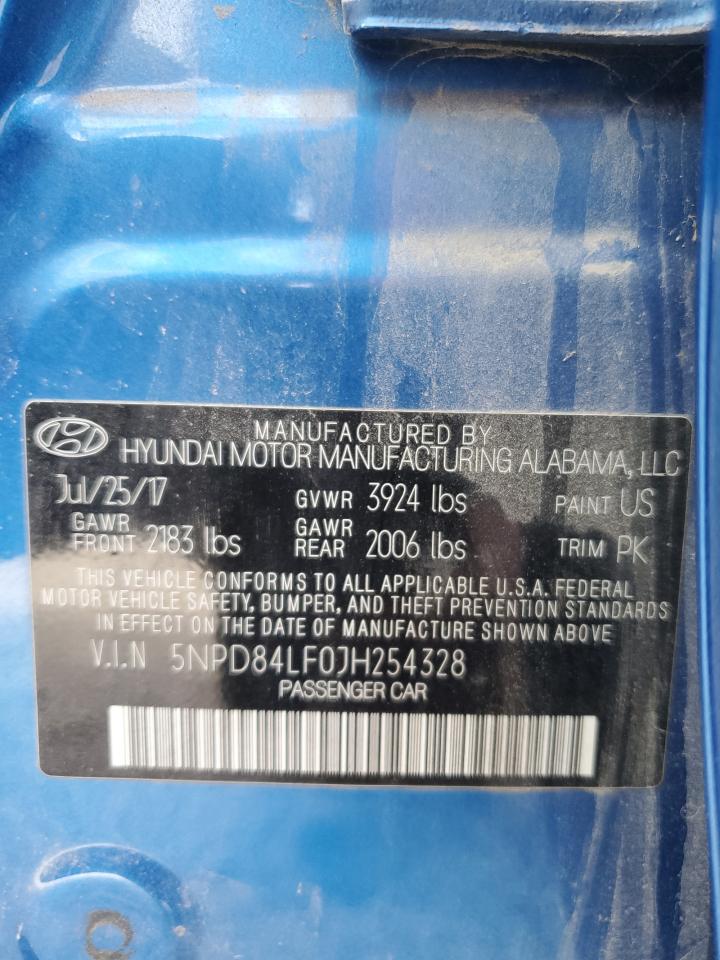 MANUFACTURED BY
HYUNDAI MOTOR MANUFACTURING ALABAMA, LLC
Jul/25/17 GVWR 3924 lbs PAINT US
GAWR FRONT 2183 lbs GAWR REAR 2006 lbs TRIM PK
THIS VEHICLE CONFORMS TO ALL APPLICABLE U.S.A. FEDERAL
MOTOR VEHICLE SAFETY, BUMPER, AND THEFT PREVENTION STANDARDS
IN EFFECT ON THE DATE OF MANUFACTURE SHOWN ABOVE
V.I.N 5NPD84LF0JH254328
PASSENGER CAR